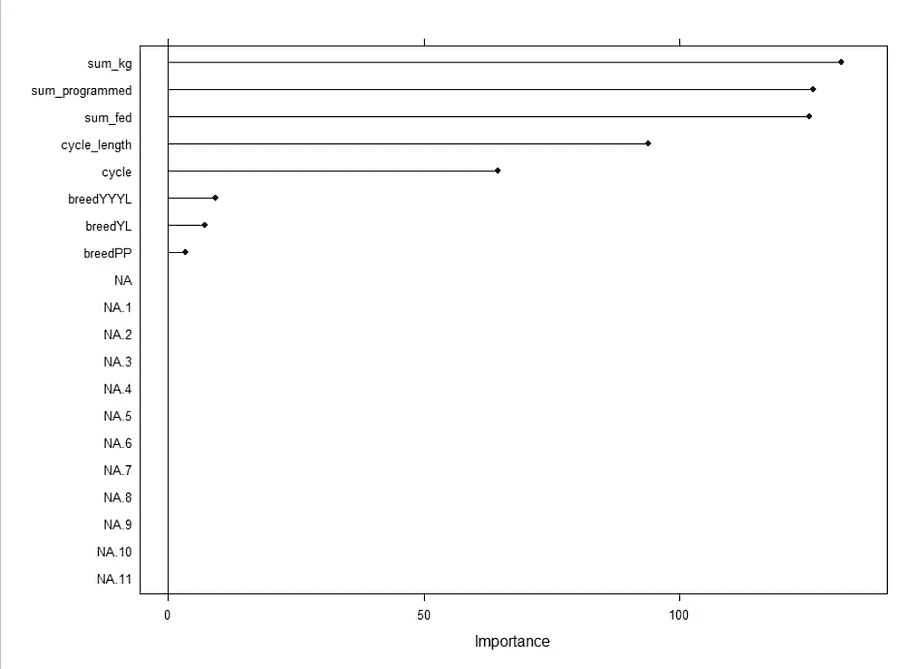 sum_kg
sum_programmed
sum_fed
cycle_length
cycle
breedYYYL
breedYL
breedPP
NA
NA.1
NA.2
NA.3
NA.4
NA.5
NA.6
NA.7
NA.8
NA.9
NA.10
NA.11
0 50 100
Importance